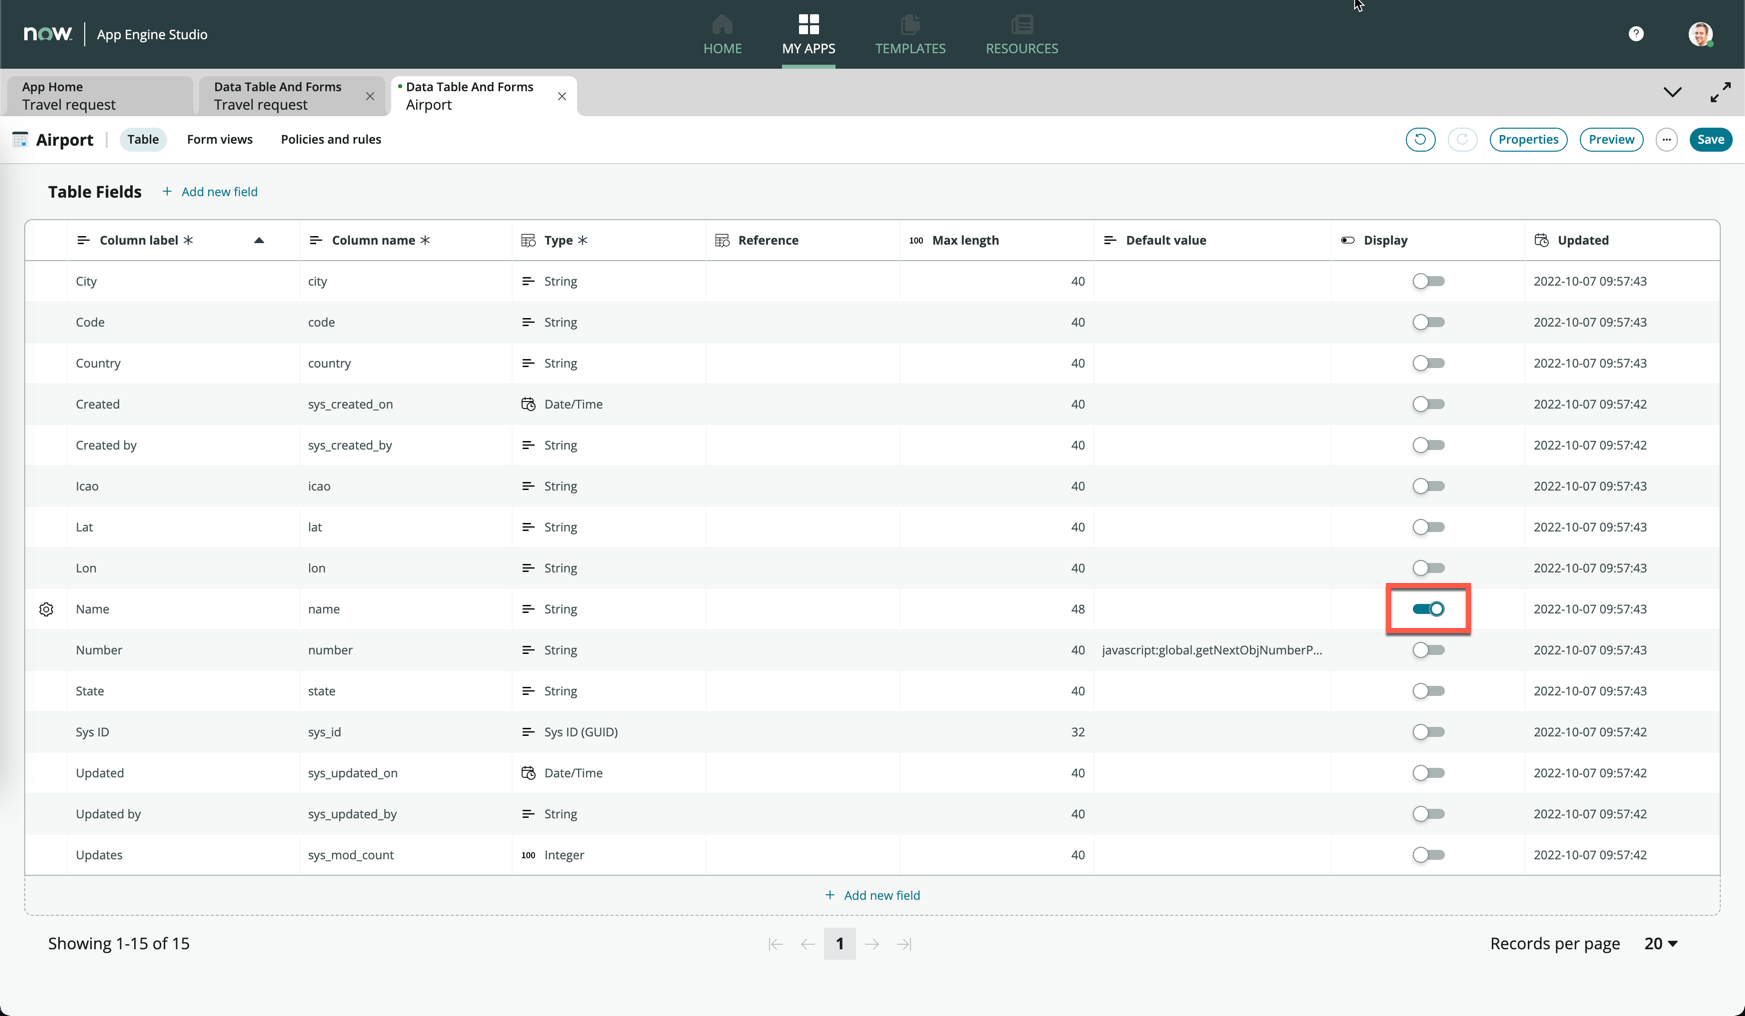 now.
App Engine Studio
HOME
MY APPS
TEMPLATES
RESOURCES
?
App Home
Travel request
Data Table And Forms
Travel request
Data Table And Forms
Airport
Airport
Table
Form views
Policies and rules
Properties
Preview
Save
Table Fields
+ Add new field
Column label * Column name * Type * Reference 100 Max length Default value Display Updated
City city String 40 2022-10-07 09:57:43
Code code String 40 2022-10-07 09:57:43
Country country String 40 2022-10-07 09:57:43
Created sys_created_on Date/Time 40 2022-10-07 09:57:42
Created by sys_created_by String 40 2022-10-07 09:57:42
Icao icao String 40 2022-10-07 09:57:43
Lat lat String 40 2022-10-07 09:57:43
Lon lon String 40 2022-10-07 09:57:43
Name name String 48 2022-10-07 09:57:43
Number number String 40 javascript:global.getNextObjNumberP... 2022-10-07 09:57:43
State state String 40 2022-10-07 09:57:43
Sys ID sys_id Sys ID (GUID) 32 2022-10-07 09:57:42
Updated sys_updated_on Date/Time 40 2022-10-07 09:57:42
Updated by sys_updated_by String 40 2022-10-07 09:57:42
Updates sys_mod_count 100 Integer 40 2022-10-07 09:57:42
+ Add new field
Showing 1-15 of 15
1
Records per page 20